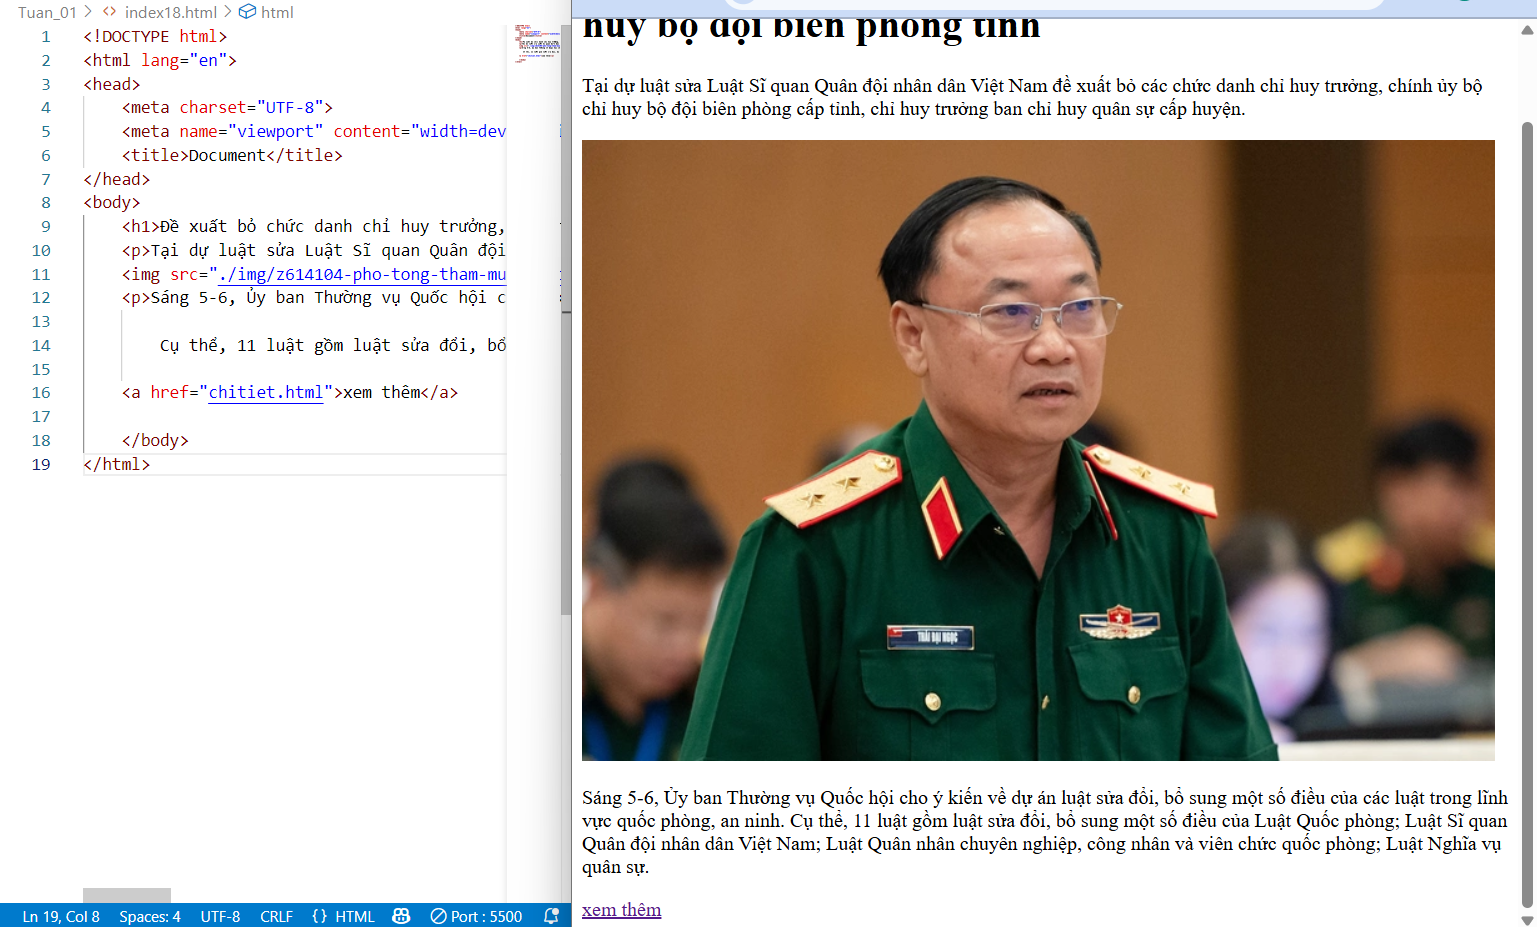 Tuan_01 > <> index18.html > html
1 <!DOCTYPE html>
2 <html lang="en">
3 <head>
4 <meta charset="UTF-8">
5 <meta name="viewport" content="width=dev
6 <title>Document</title>
7 </head>
8 <body>
9 <h1>Đề xuất bỏ chức danh chỉ huy trưởng,
10 <p>Tại dự luật sửa Luật Sĩ quan Quân đội
11 <img src="./img/z614104-pho-tong-tham-mu
12 <p>Sáng 5-6, Ủy ban Thường vụ Quốc hội c
13
14 Cụ thể, 11 luật gồm luật sửa đổi, bổ
15
16 <a href="chitiet.html">xem thêm</a>
17
18 </body>
19 </html>
Ln 19, Col 8 Spaces: 4 UTF-8 CRLF {} HTML Port : 5500
huy bộ đội biên phòng tỉnh
Tại dự luật sửa Luật Sĩ quan Quân đội nhân dân Việt Nam đề xuất bỏ các chức danh chỉ huy trưởng, chính ủy bộ
chỉ huy bộ đội biên phòng cấp tỉnh, chỉ huy trưởng ban chỉ huy quân sự cấp huyện.
THÁI ĐẠI NGỌC
Sáng 5-6, Ủy ban Thường vụ Quốc hội cho ý kiến về dự án luật sửa đổi, bổ sung một số điều của các luật trong lĩnh
vực quốc phòng, an ninh. Cụ thể, 11 luật gồm luật sửa đổi, bổ sung một số điều của Luật Quốc phòng; Luật Sĩ quan
Quân đội nhân dân Việt Nam; Luật Quân nhân chuyên nghiệp, công nhân và viên chức quốc phòng; Luật Nghĩa vụ
quân sự.
xem thêm